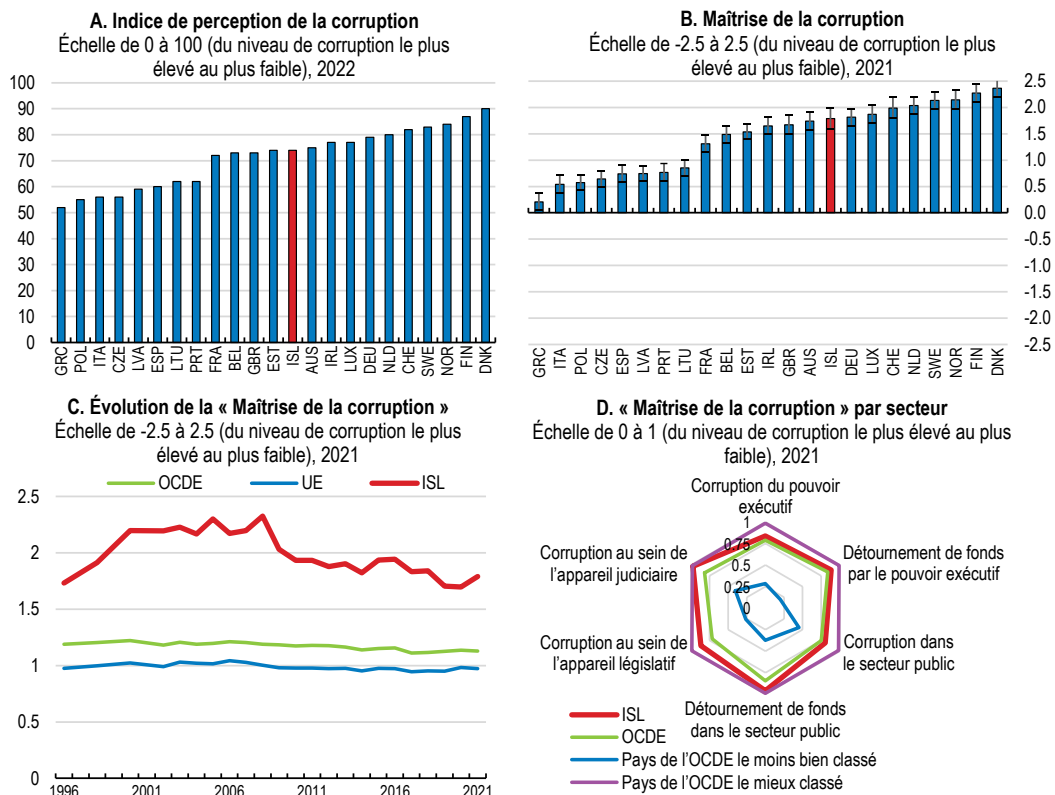 A. Indice de perception de la corruption
Échelle de 0 à 100 (du niveau de corruption le plus
élevé au plus faible), 2022
100
90
80
70
60
50
40
30
20
10
0
GRC POL ITA CZE LVA ESP LTU PRT FRA BEL GBR EST ISL AUS IRL LUX DEU NLD CHE SWE NOR FIN DNK
B. Maîtrise de la corruption
Échelle de -2.5 à 2.5 (du niveau de corruption le plus
élevé au plus faible), 2021
2.5
2.0
1.5
1.0
0.5
0.0
-0.5
-1.0
-1.5
-2.0
-2.5
GRC ITA POL CZE ESP LVA PRT LTU FRA BEL EST IRL GBR AUS ISL DEU LUX CHE NLD SWE NOR FIN DNK
C. Évolution de la « Maîtrise de la corruption »
Échelle de -2.5 à 2.5 (du niveau de corruption le plus
élevé au plus faible), 2021
OCDE UE ISL
2.5
2
1.5
1
0.5
0
1996 2001 2006 2011 2016 2021
D. « Maîtrise de la corruption » par secteur
Échelle de 0 à 1 (du niveau de corruption le plus élevé au plus
faible), 2021
Corruption du pouvoir
exécutif
1
0.75
0.5
0.25
0
Détournement de fonds
par le pouvoir exécutif
Corruption dans
le secteur public
Détournement de fonds
dans le secteur public
Corruption au sein de
l'appareil législatif
Corruption au sein de
l'appareil judiciaire
ISL
OCDE
Pays de l'OCDE le moins bien classé
Pays de l'OCDE le mieux classé